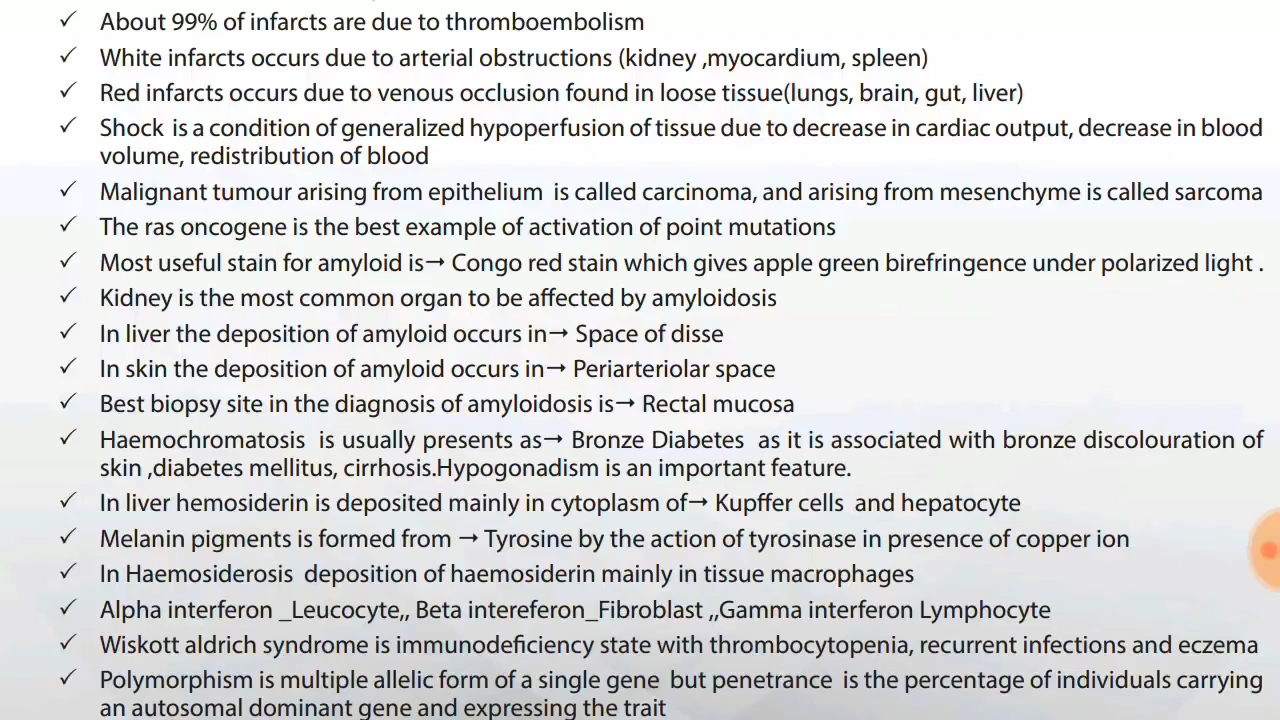 ✓ About 99% of infarcts are due to thromboembolism
✓ White infarcts occurs due to arterial obstructions (kidney ,myocardium, spleen)
✓ Red infarcts occurs due to venous occlusion found in loose tissue(lungs, brain, gut, liver)
✓ Shock is a condition of generalized hypoperfusion of tissue due to decrease in cardiac output, decrease in blood
volume, redistribution of blood
✓ Malignant tumour arising from epithelium is called carcinoma, and arising from mesenchyme is called sarcoma
✓ The ras oncogene is the best example of activation of point mutations
✓ Most useful stain for amyloid is→ Congo red stain which gives apple green birefringence under polarized light .
✓ Kidney is the most common organ to be affected by amyloidosis
✓ In liver the deposition of amyloid occurs in→ Space of disse
✓ In skin the deposition of amyloid occurs in→ Periarteriolar space
✓ Best biopsy site in the diagnosis of amyloidosis is→ Rectal mucosa
✓ Haemochromatosis is usually presents as→ Bronze Diabetes as it is associated with bronze discolouration of
skin ,diabetes mellitus, cirrhosis.Hypogonadism is an important feature.
✓ In liver hemosiderin is deposited mainly in cytoplasm of→ Kupffer cells and hepatocyte
✓ Melanin pigments is formed from → Tyrosine by the action of tyrosinase in presence of copper ion
✓ In Haemosiderosis deposition of haemosiderin mainly in tissue macrophages
✓ Alpha interferon _Leucocyte,, Beta intereferon_Fibroblast ,,Gamma interferon Lymphocyte
✓ Wiskott aldrich syndrome is immunodeficiency state with thrombocytopenia, recurrent infections and eczema
✓ Polymorphism is multiple allelic form of a single gene but penetrance is the percentage of individuals carrying
an autosomal dominant gene and expressing the trait